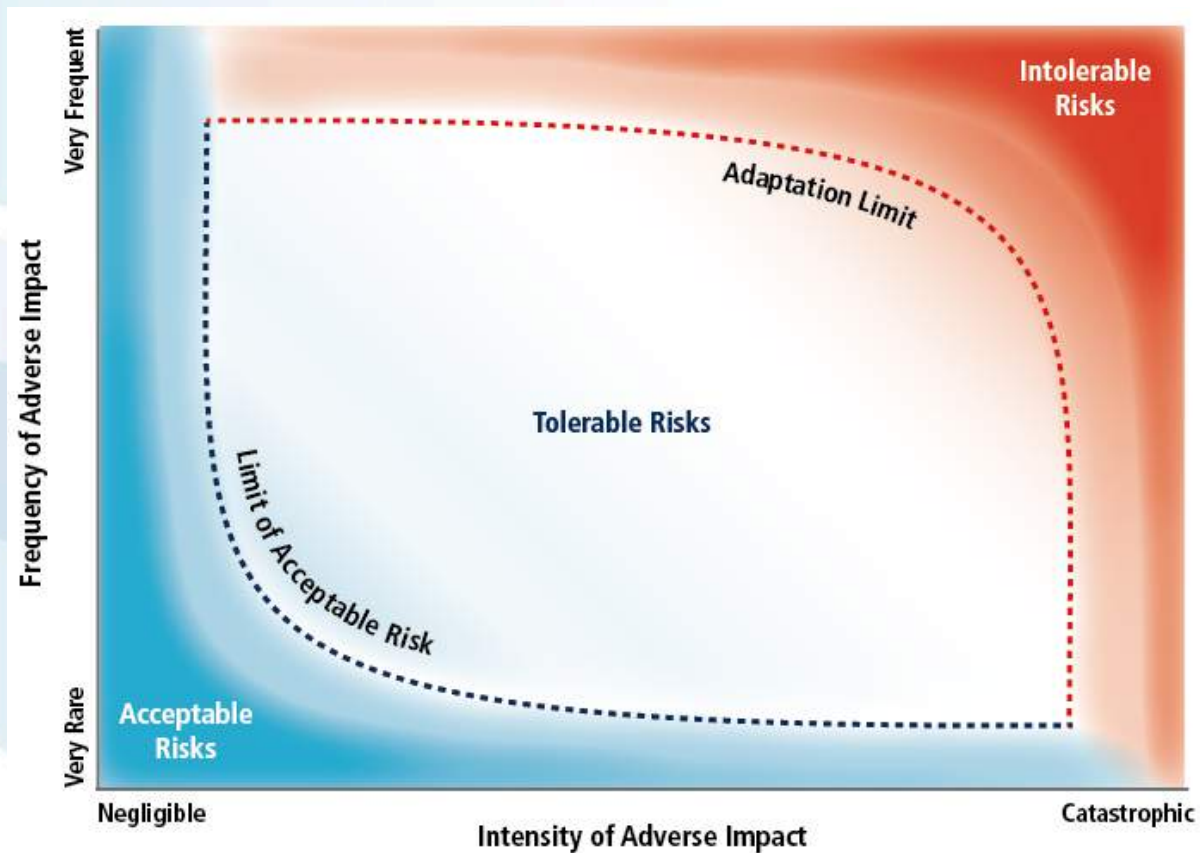 Very Frequent
Intolerable
Risks
Adaptation Limit
Frequency of Adverse Impact
Tolerable Risks
Limit of Acceptable Risk
Very Rare
Acceptable
Risks
Negligible
Catastrophic
Intensity of Adverse Impact